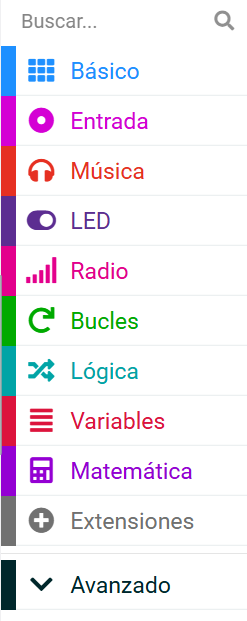 Buscar...
Básico
Entrada
Música
LED
Radio
Bucles
Lógica
Variables
Matemática
Extensiones
Avanzado